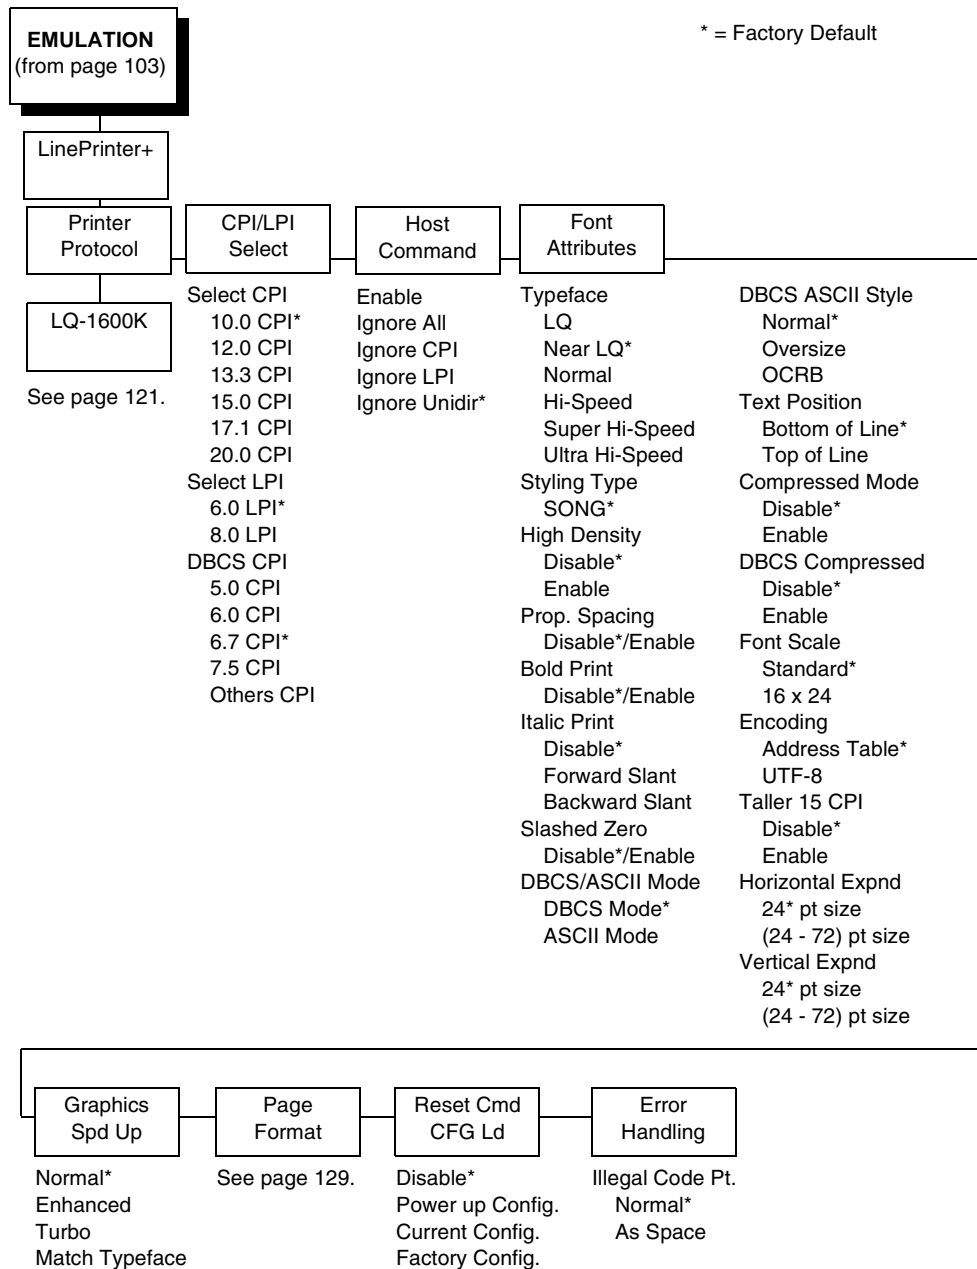 EMULATION
(from page 103)
* = Factory Default
LinePrinter+
Printer
Protocol
LQ-1600K
See page 121.
CPI/LPI
Select
Select CPI
10.0 CPI*
12.0 CPI
13.3 CPI
15.0 CPI
17.1 CPI
20.0 CPI
Select LPI
6.0 LPI*
8.0 LPI
DBCS CPI
5.0 CPI
6.0 CPI
6.7 CPI*
7.5 CPI
Others CPI
Host
Command
Enable
Ignore All
Ignore CPI
Ignore LPI
Ignore Unidir*
Font
Attributes
Typeface
LQ
Near LQ*
Normal
Hi-Speed
Super Hi-Speed
Ultra Hi-Speed
Styling Type
SONG*
High Density
Disable*
Enable
Prop. Spacing
Disable*/Enable
Bold Print
Disable*/Enable
Italic Print
Disable*
Forward Slant
Backward Slant
Slashed Zero
Disable*/Enable
DBCS/ASCII Mode
DBCS Mode*
ASCII Mode
DBCS ASCII Style
Normal*
Oversize
OCRB
Text Position
Bottom of Line*
Top of Line
Compressed Mode
Disable*
Enable
DBCS Compressed
Disable*
Enable
Font Scale
Standard*
16 x 24
Encoding
Address Table*
UTF-8
Taller 15 CPI
Disable*
Enable
Horizontal Expnd
24* pt size
(24 - 72) pt size
Vertical Expnd
24* pt size
(24 - 72) pt size
Graphics
Spd Up
Normal*
Enhanced
Turbo
Match Typeface
Page
Format
See page 129.
Reset Cmd
CFG Ld
Disable*
Power up Config.
Current Config.
Factory Config.
Error
Handling
Illegal Code Pt.
Normal*
As Space